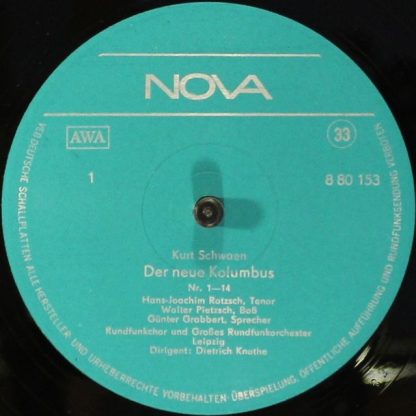 NOVA
AWA
33
1
8 80 153
Kurt Schwaen
Der neue Kolumbus
Nr. 1—14
Hans-Joachim Rotzsch, Tenor
Walter Pietzsch, Baß
Günter Grabbert, Sprecher
Rundfunkchor und Großes Rundfunkorchester
Leipzig
Dirigent: Dietrich Knothe
VEB DEUTSCHE SCHALLPLATTEN ALLE HERSTELLER- UND URHEBERRECHTE VORBEHALTEN ÜBERSPIELUNG, ÖFFENTLICHE AUFFÜHRUNG UND RUNDFUNKSENDUNG VERBOTEN